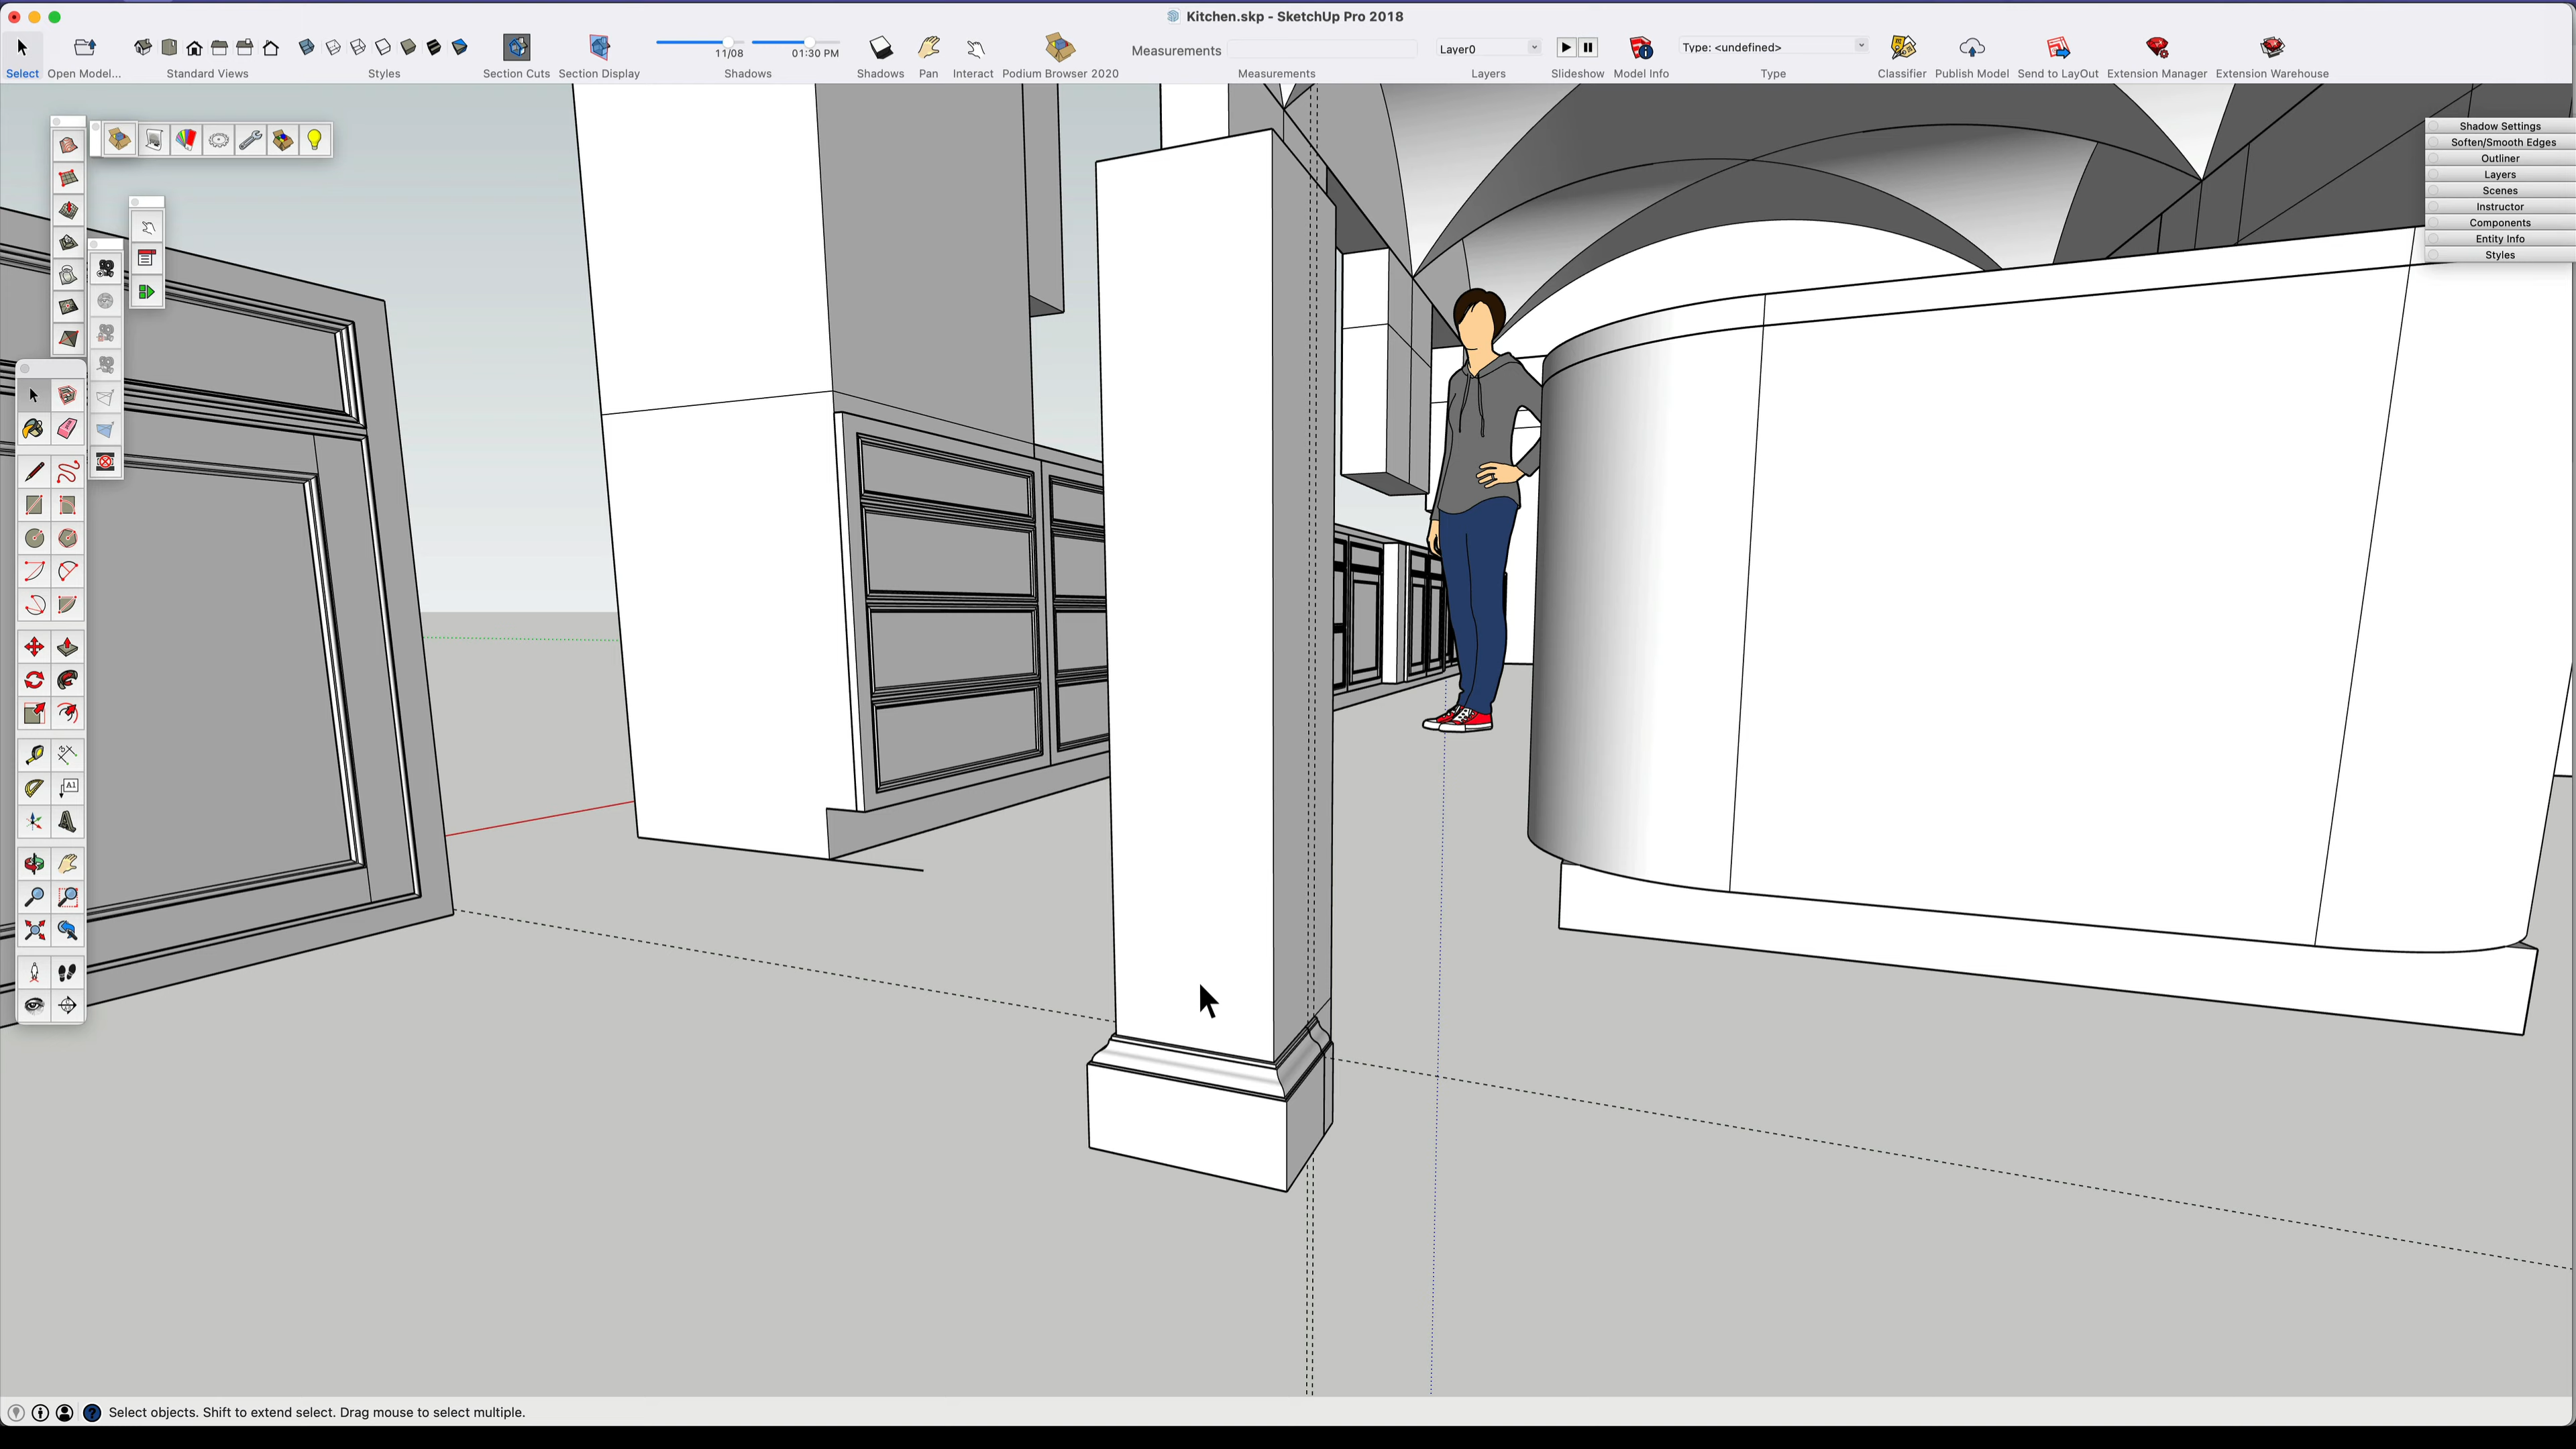 Kitchen.skp - SketchUp Pro 2018
11/08 01:30 PM Measurements Layer0 Type: <undefined>
Select Open Model... Standard Views Styles Section Cuts Section Display Shadows Shadows Pan Interact Podium Browser 2020 Measurements Layers Slideshow Model Info Type Classifier Publish Model Send to LayOut Extension Manager Extension Warehouse
Shadow Settings
Soften/Smooth Edges
Outliner
Layers
Scenes
Instructor
Components
Entity Info
Styles
A1
Select objects. Shift to extend select. Drag mouse to select multiple.